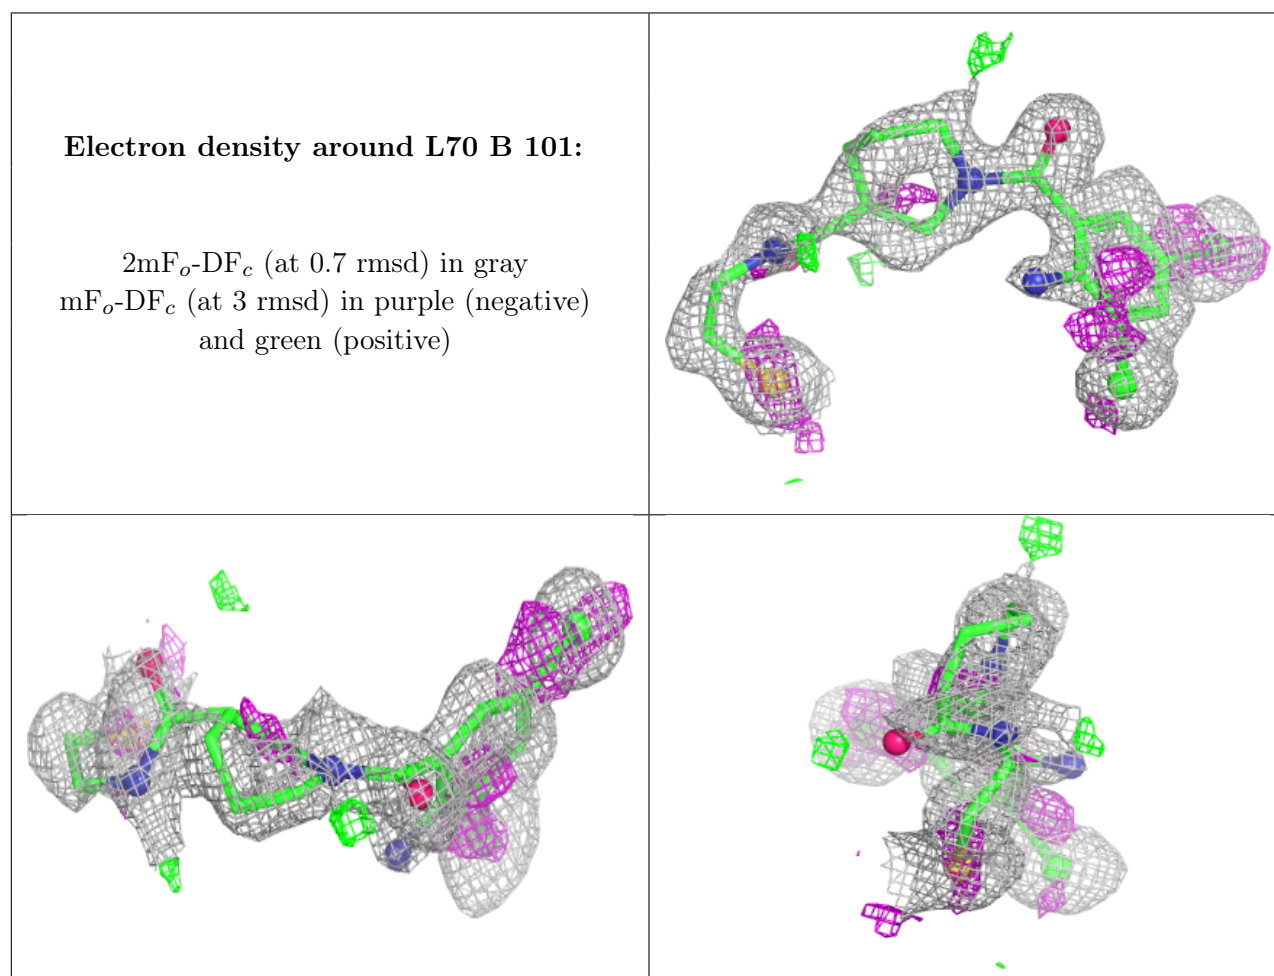 Electron density around L70 B 101:
2mFo-DFc (at 0.7 rmsd) in gray
mFo-DFc (at 3 rmsd) in purple (negative)
and green (positive)